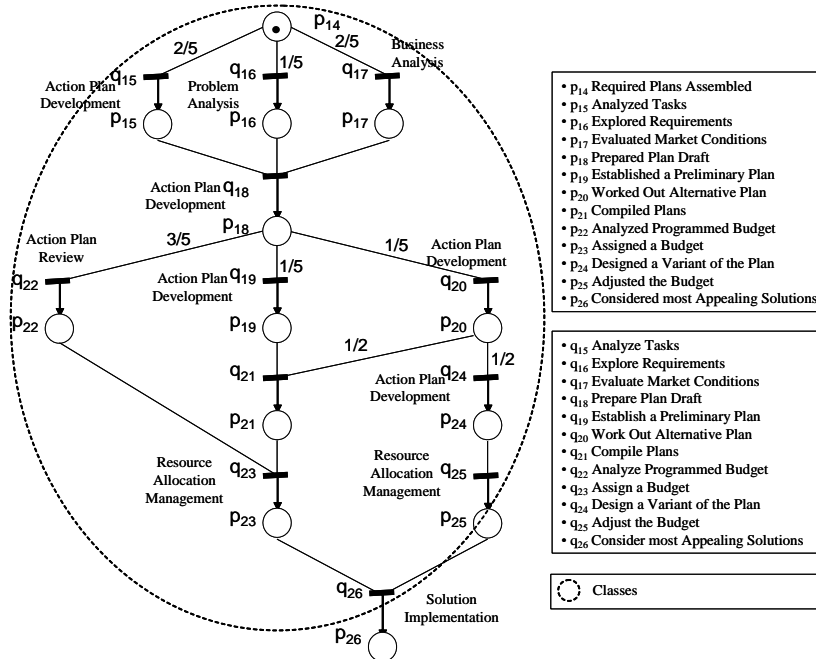 p14
2/5
1/5
2/5
Business
Analysis
q15
q16
q17
Action Plan
Development
Problem
Analysis
p15
p16
p17
Action Plan
Development
q18
p18
Action Plan
Review
3/5
1/5
1/5
Action Plan
Development
q22
Action Plan
Development
q19
q20
p22
p19
p20
1/2
1/2
q21
Action Plan
Development
q24
p21
p24
Resource
Allocation
Management
q23
Resource
Allocation
Management
q25
p23
p25
q26
Solution
Implementation
p26
• p14 Required Plans Assembled
• p15 Analyzed Tasks
• p16 Explored Requirements
• p17 Evaluated Market Conditions
• p18 Prepared Plan Draft
• p19 Established a Preliminary Plan
• p20 Worked Out Alternative Plan
• p21 Compiled Plans
• p22 Analyzed Programmed Budget
• p23 Assigned a Budget
• p24 Designed a Variant of the Plan
• p25 Adjusted the Budget
• p26 Considered most Appealing Solutions
• q15 Analyze Tasks
• q16 Explore Requirements
• q17 Evaluate Market Conditions
• q18 Prepare Plan Draft
• q19 Establish a Preliminary Plan
• q20 Work Out Alternative Plan
• q21 Compile Plans
• q22 Analyze Programmed Budget
• q23 Assign a Budget
• q24 Design a Variant of the Plan
• q25 Adjust the Budget
• q26 Consider most Appealing Solutions
Classes